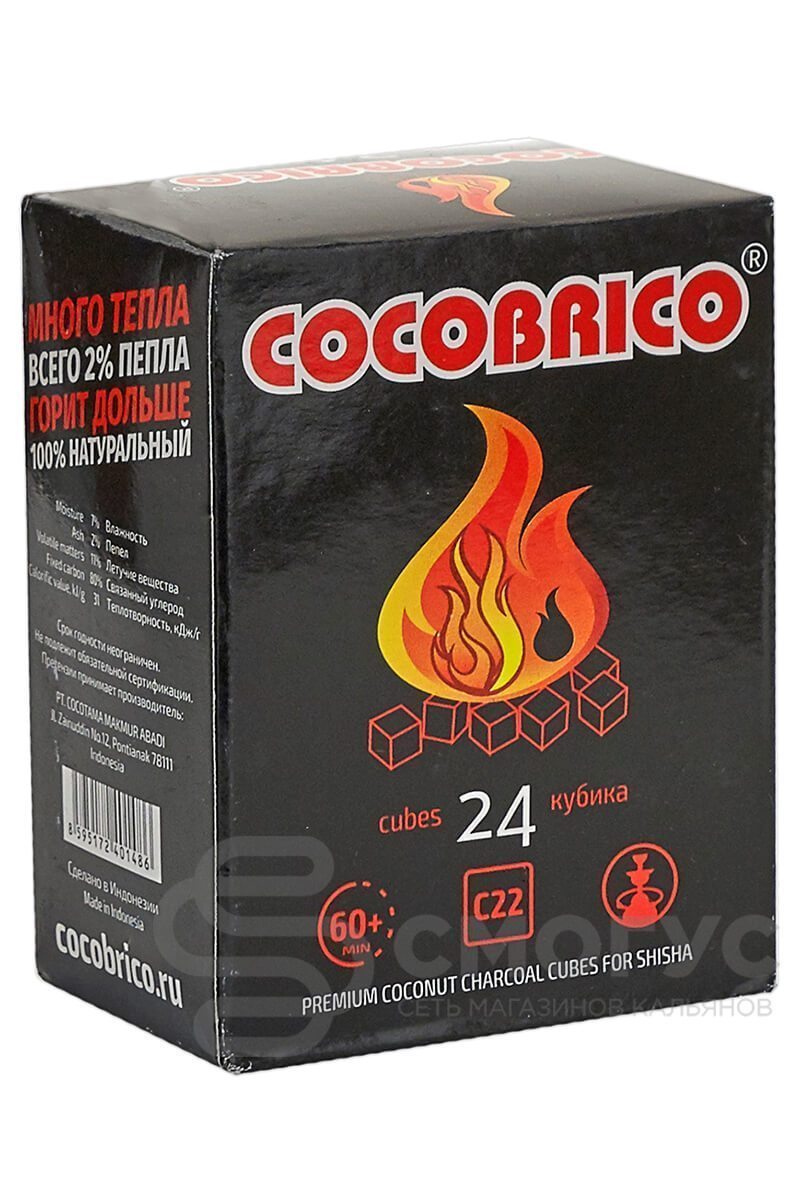 COCOBRICO
®
COCOBRICO®
МНОГО ТЕПЛА
ВСЕГО 2% ПЕПЛА
ГОРИТ ДОЛЬШЕ
100% НАТУРАЛЬНЫЙ
Moisture 7% Влажность
Ash 2% Пепел
Volatile matters 11% Летучие вещества
Fixed carbon 80% Связанный углерод
Calorific value, kJ/g 31 Теплотворность, кДж/г
Срок годности неограничен.
Не подлежит обязательной сертификации.
Претензии принимает производитель:
PT. COCOTAMA MAKMUR ABADI
Jl. Zainuddin No.12, Pontianak 78111
Indonesia
8 595172 401486
Сделано в Индонезии
Made in Indonesia
cocobrico.ru
cubes 24 кубика
60+
MIN
C22
PREMIUM COCONUT CHARCOAL CUBES FOR SHISHA
СМОГУС
СЕТЬ МАГАЗИНОВ КАЛЬЯНОВ